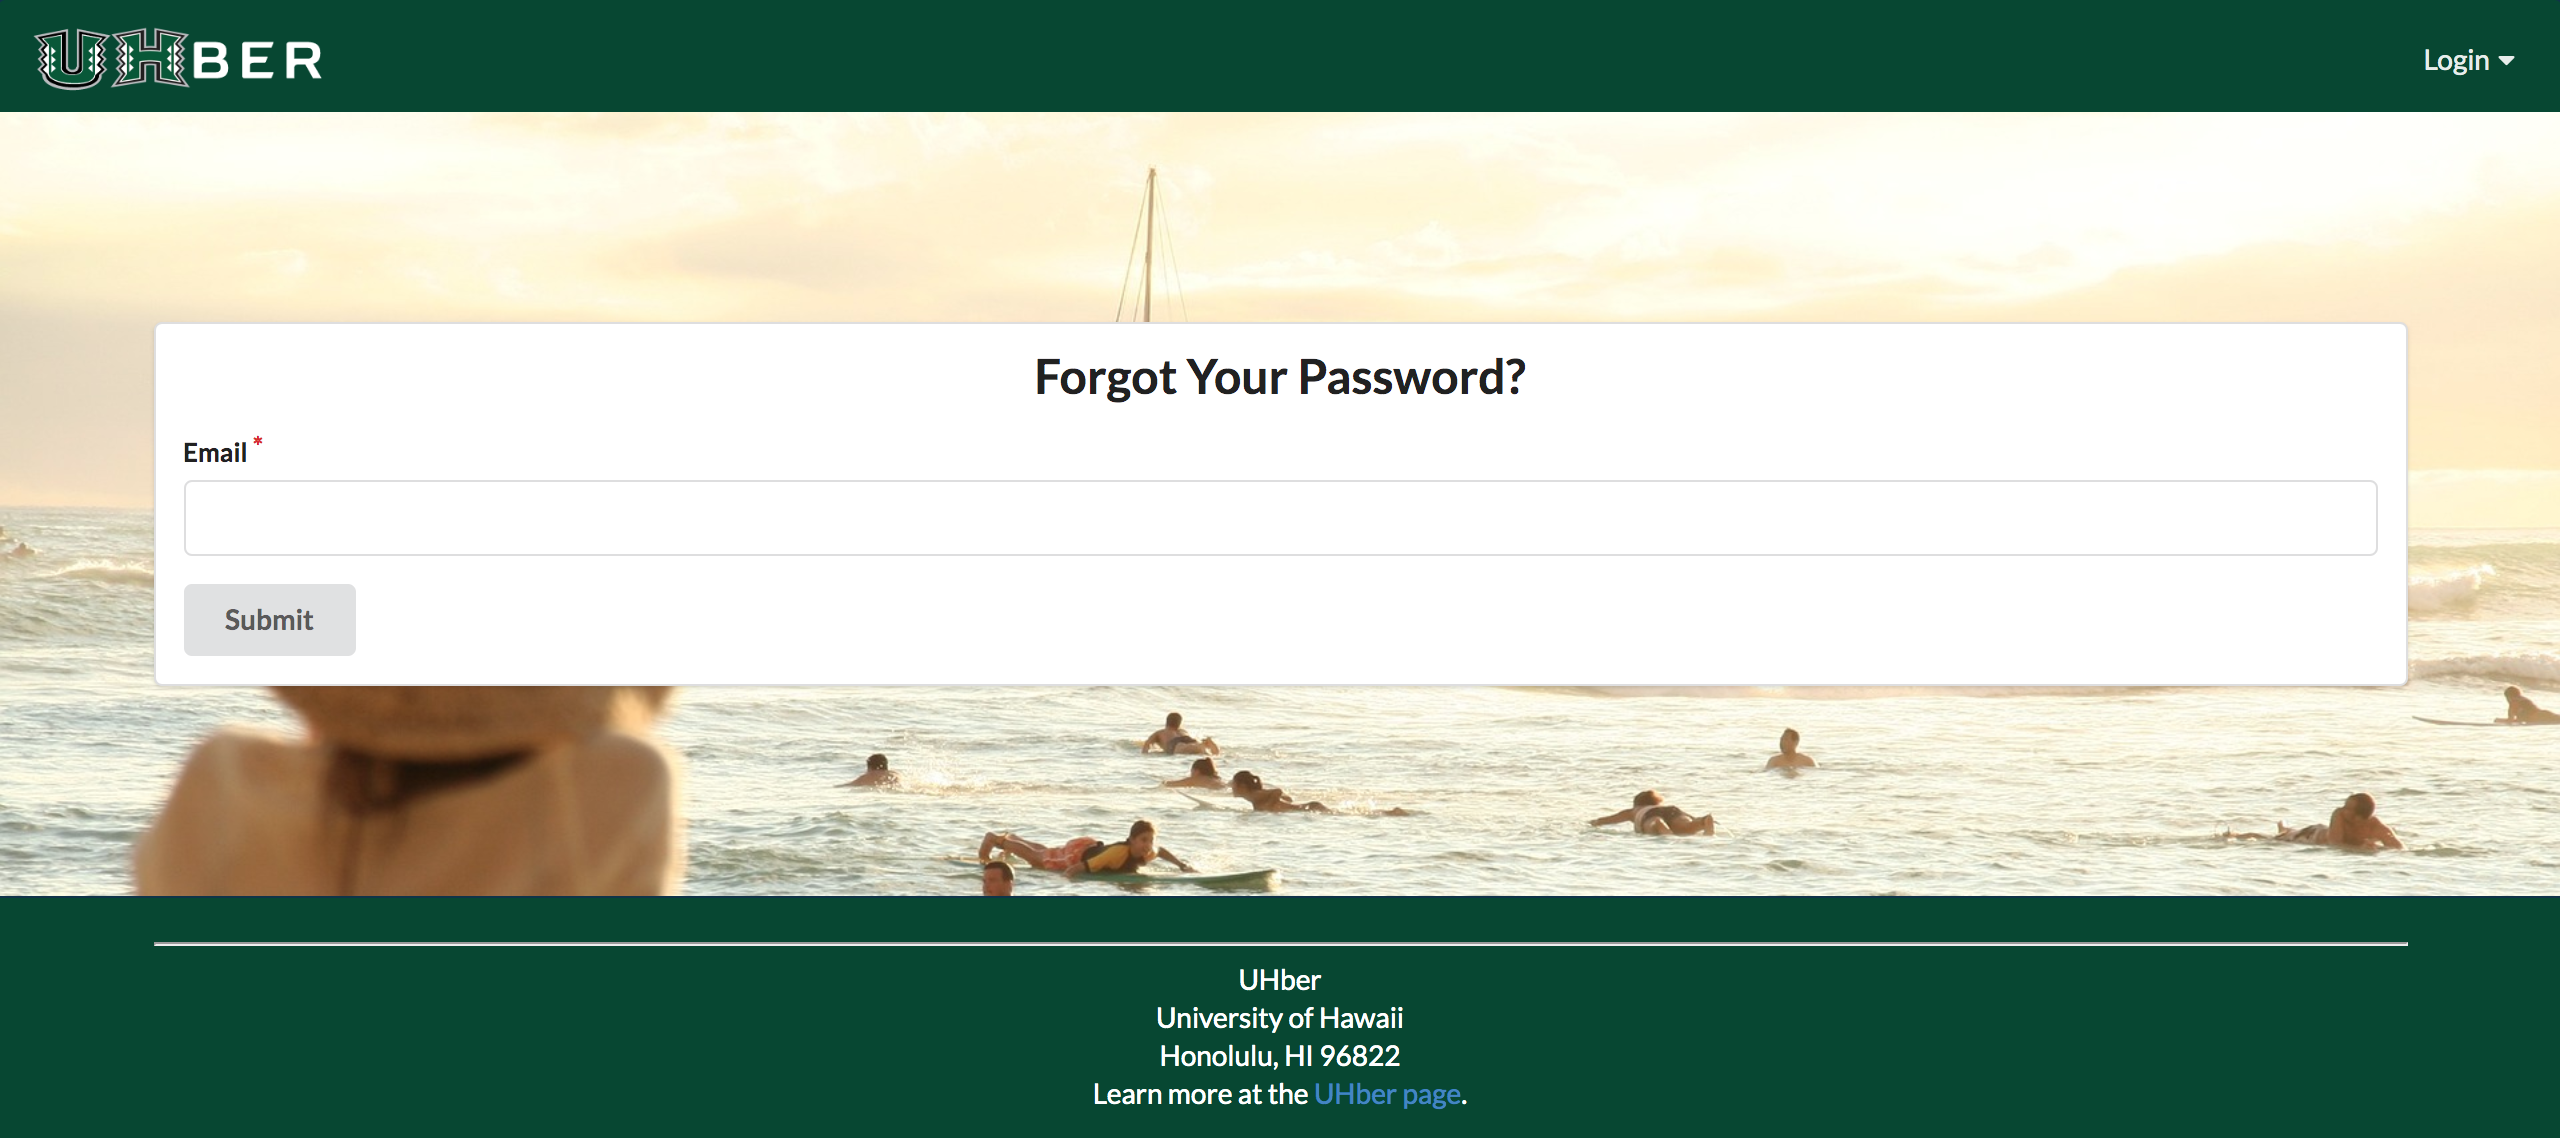 UHBER
Login
Forgot Your Password?
Email *
Submit
UHber
University of Hawaii
Honolulu, HI 96822
Learn more at the UHber page.